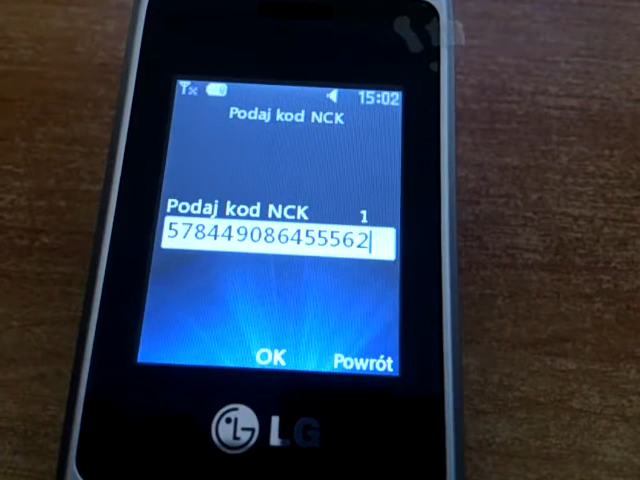 15:02
Podaj kod NCK
Podaj kod NCK 1
578449086455562
OK Powrót
LG